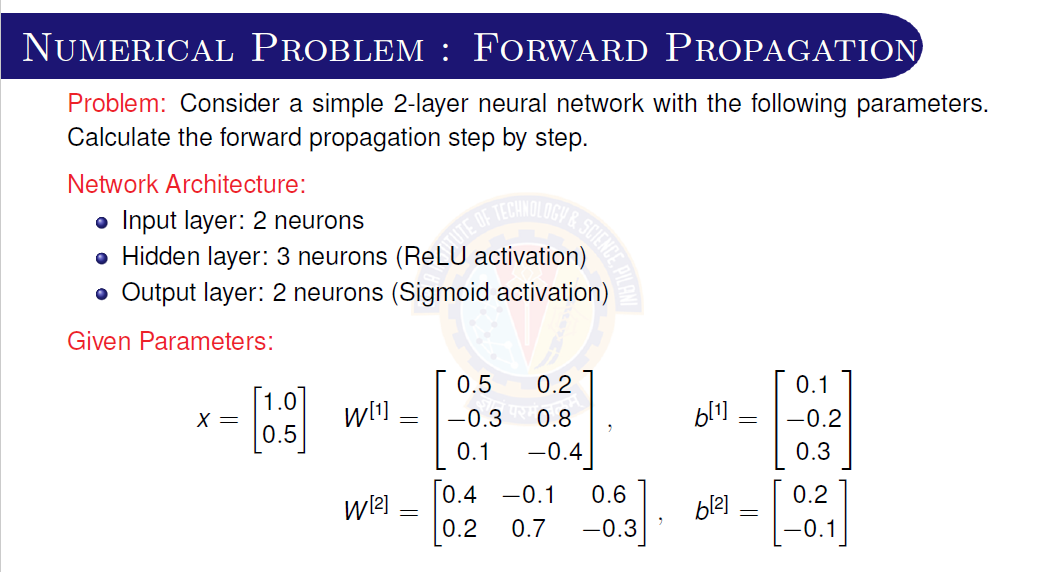 NUMERICAL PROBLEM : FORWARD PROPAGATION
Problem: Consider a simple 2-layer neural network with the following parameters.
Calculate the forward propagation step by step.
Network Architecture:
Input layer: 2 neurons
Hidden layer: 3 neurons (ReLU activation)
Output layer: 2 neurons (Sigmoid activation)
Given Parameters:
x = [1.0; 0.5] W^[1] = [0.5 0.2; −0.3 0.8; 0.1 −0.4], b^[1] = [0.1; −0.2; 0.3]
W^[2] = [0.4 −0.1 0.6; 0.2 0.7 −0.3], b^[2] = [0.2; −0.1]